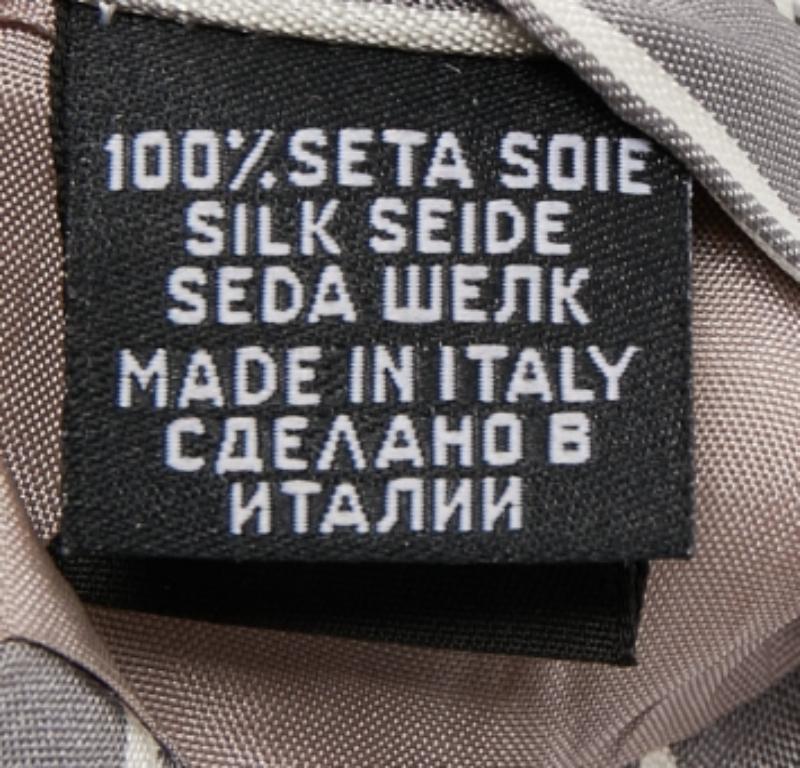 100% SETA SOIE
SILK SEIDE
SEDA ШЕЛК
MADE IN ITALY
СДЕЛАНО В
ИТАЛИИ